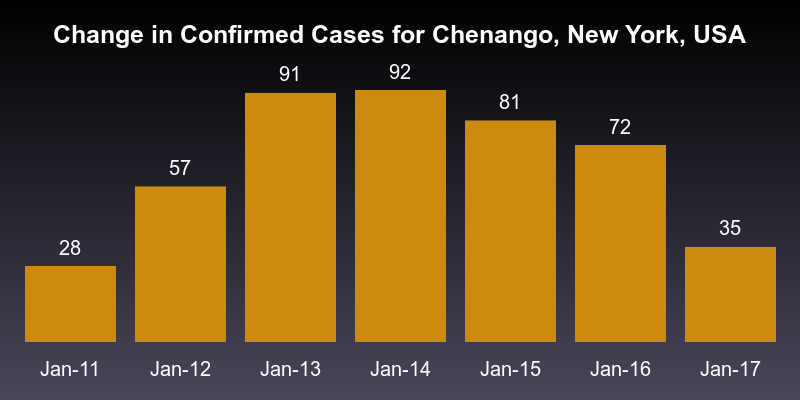 Change in Confirmed Cases for Chenango, New York, USA
28 57 91 92 81 72 35
Jan-11 Jan-12 Jan-13 Jan-14 Jan-15 Jan-16 Jan-17